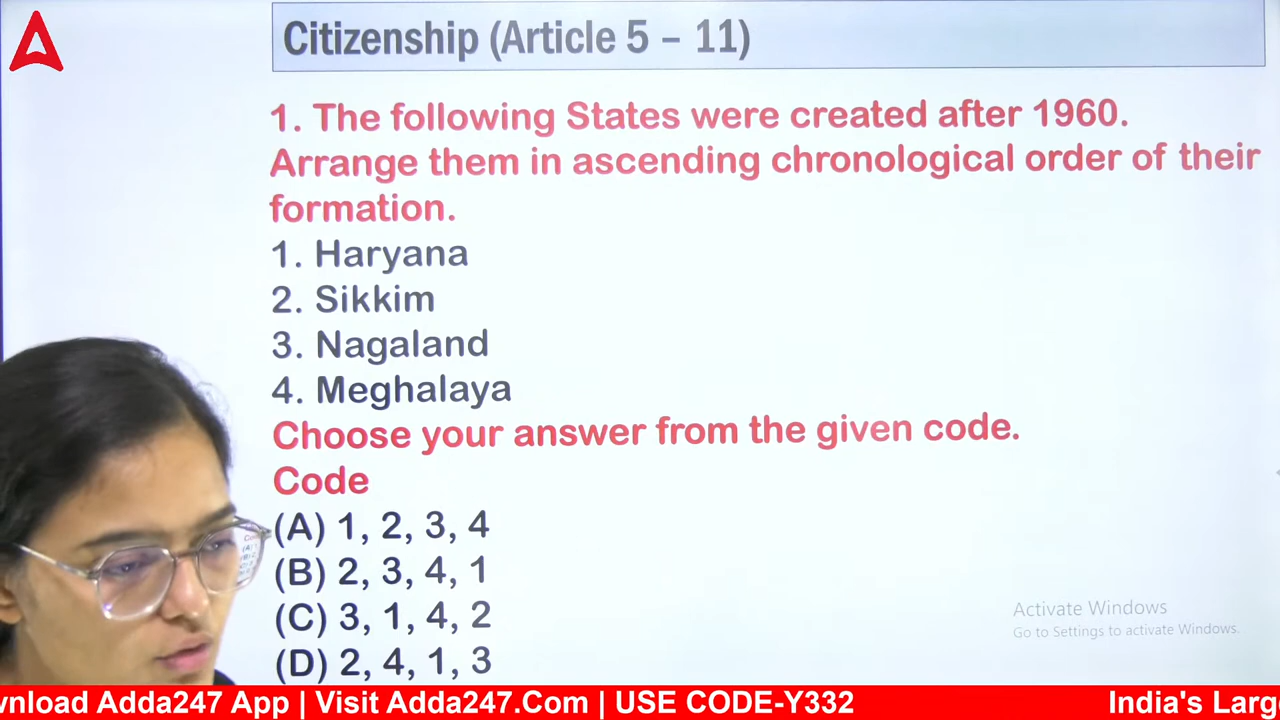 Citizenship (Article 5 – 11)
1. The following States were created after 1960.
Arrange them in ascending chronological order of their
formation.
1. Haryana
2. Sikkim
3. Nagaland
4. Meghalaya
Choose your answer from the given code.
Code
(A) 1, 2, 3, 4
(B) 2, 3, 4, 1
(C) 3, 1, 4, 2
(D) 2, 4, 1, 3
Activate Windows
Go to Settings to activate Windows.
wnload Adda247 App | Visit Adda247.Com | USE CODE-Y332
India's Larg